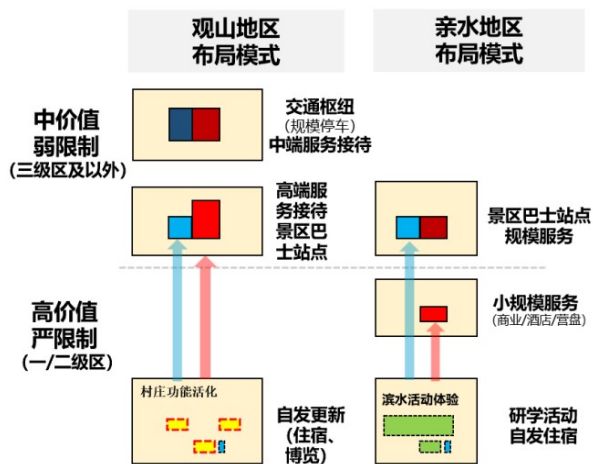 观山地区
布局模式
亲水地区
布局模式
中价值
弱限制
(三级区及以外)
交通枢纽
(规模停车)
中端服务接待
高端服
务接待
景区巴
士站点
景区巴士站点
规模服务
高价值
严限制
(一/二级区)
小规模服务
(商业/酒店/营盘)
村庄功能活化
自发更新
(住宿、
博览)
滨水活动体验
研学活动
自发住宿